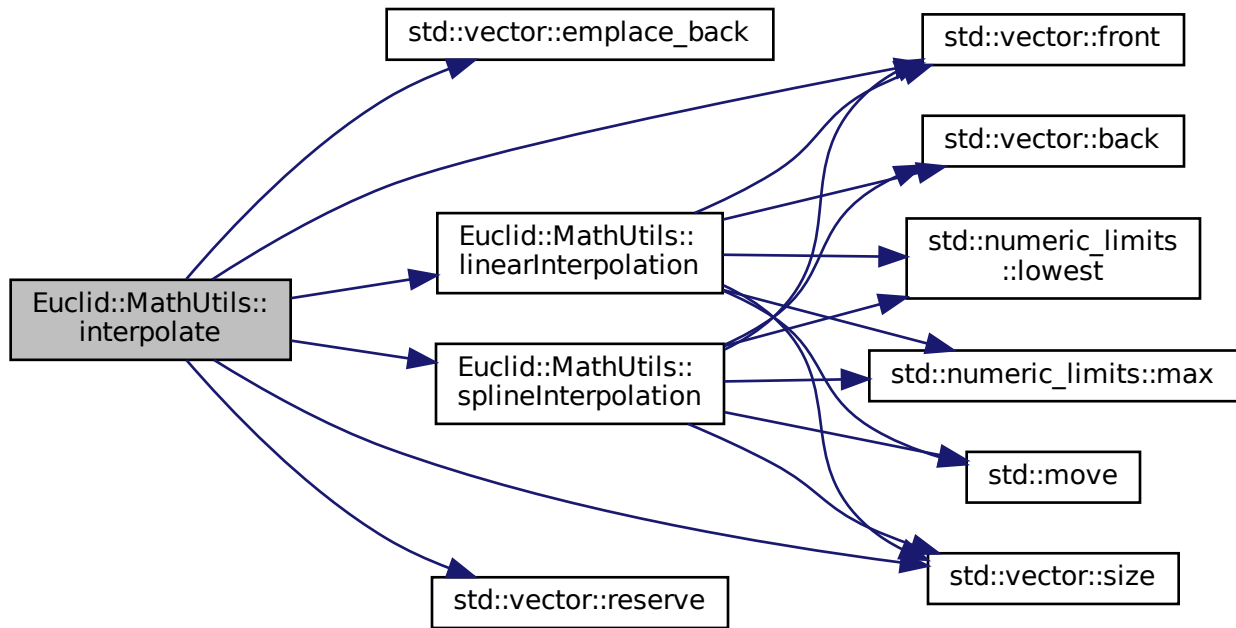 Euclid::MathUtils::
interpolate
std::vector::emplace_back
Euclid::MathUtils::
linearInterpolation
Euclid::MathUtils::
splineInterpolation
std::vector::reserve
std::vector::front
std::vector::back
std::numeric_limits
::lowest
std::numeric_limits::max
std::move
std::vector::size